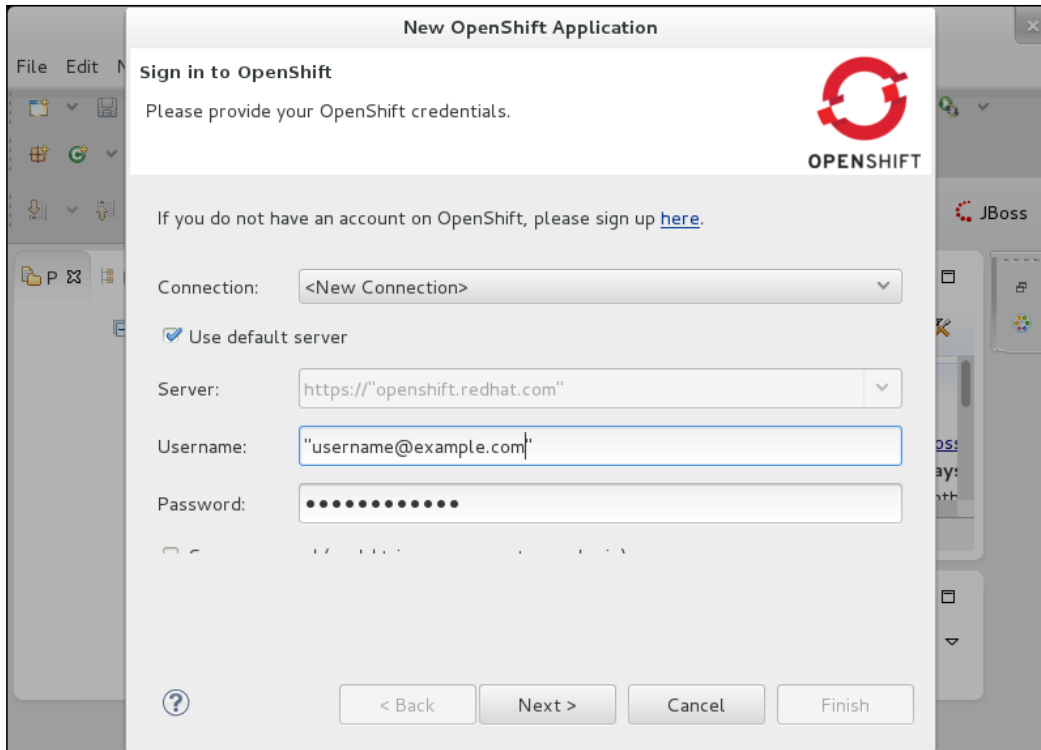 New OpenShift Application
File Edit
Sign in to OpenShift
Please provide your OpenShift credentials.
OPENSHIFT
If you do not have an account on OpenShift, please sign up here.
JBoss
P
Connection: <New Connection>
Use default server
Server: https://"openshift.redhat.com"
Username: "username@example.com"
Password: ●●●●●●●●●●●●
< Back Next > Cancel Finish